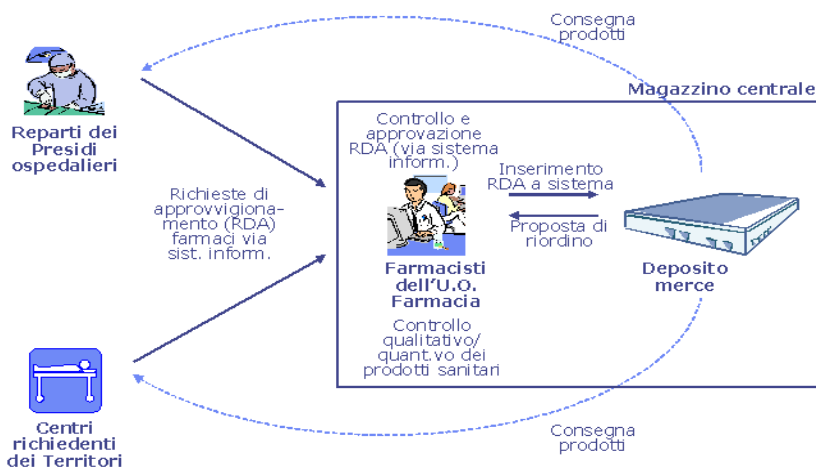 Consegna
prodotti
Magazzino centrale
Reparti dei
Presidi
ospedalieri
Controllo e
approvazione
RDA (via sistema
inform.)
Richieste di
approvvigiona-
mento (RDA)
farmaci via
sist. inform.
Inserimento
RDA a sistema
Proposta di
riordino
Farmacisti
dell'U.O.
Farmacia
Deposito
merce
Controllo
qualitativo/
quant.vo dei
prodotti sanitari
Centri
richiedenti
dei Territori
Consegna
prodotti